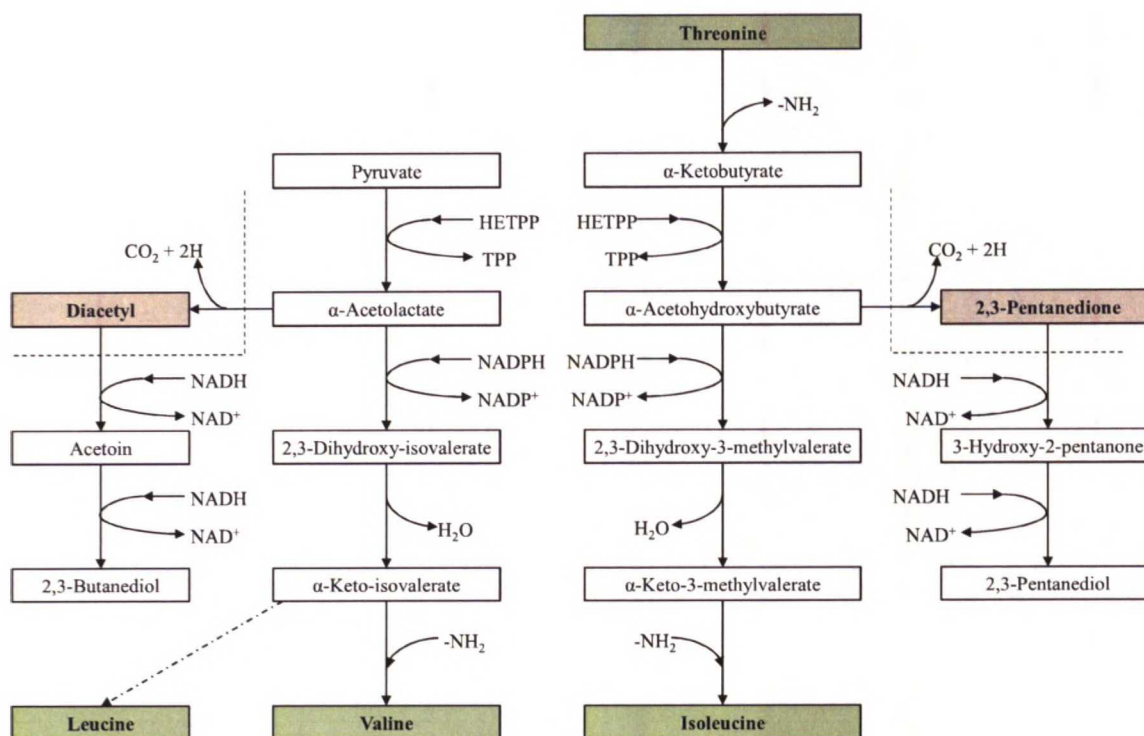 Threonine
-NH₂
Pyruvate
α-Ketobutyrate
HETPP
HETPP
CO₂ + 2H
TPP
TPP
CO₂ + 2H
Diacetyl
α-Acetolactate
α-Acetohydroxybutyrate
2,3-Pentanedione
NADH
NADPH
NADPH
NADH
NAD⁺
NADP⁺
NADP⁺
NAD⁺
Acetoin
2,3-Dihydroxy-isovalerate
2,3-Dihydroxy-3-methylvalerate
3-Hydroxy-2-pentanone
NADH
NADH
NAD⁺
H₂O
H₂O
NAD⁺
2,3-Butanediol
α-Keto-isovalerate
α-Keto-3-methylvalerate
2,3-Pentanediol
-NH₂
-NH₂
Leucine
Valine
Isoleucine